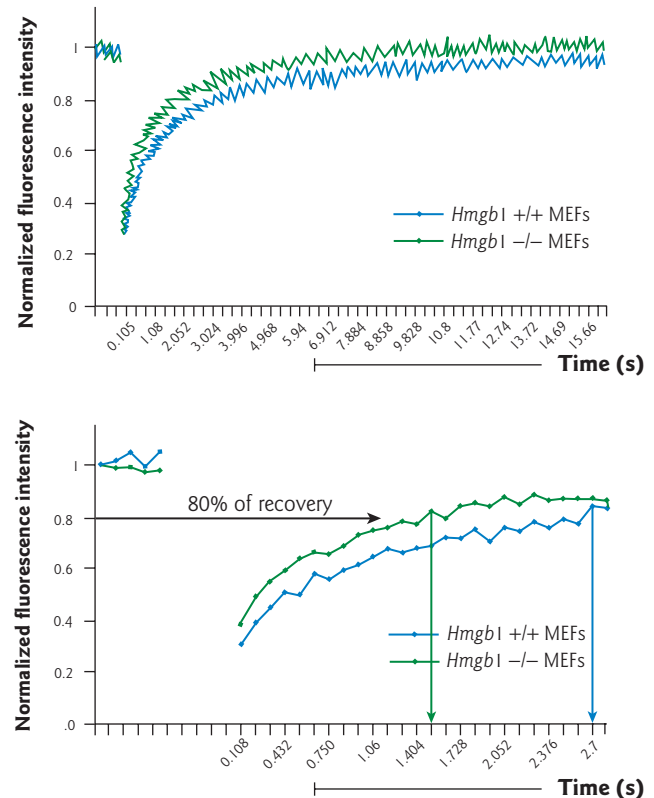 Normalized fluorescence intensity
1
0.8
0.6
0.4
0.2
0
Hmgb1 +/+ MEFs
Hmgb1 −/− MEFs
0.105 1.08 2.052 3.024 3.996 4.968 5.94 6.912 7.884 8.858 9.828 10.8 11.77 12.74 13.72 14.69 15.66
Time (s)
Normalized fluorescence intensity
1
80% of recovery
0.8
0.6
0.4
0.2
.0
Hmgb1 +/+ MEFs
Hmgb1 −/− MEFs
0.108 0.432 0.750 1.06 1.404 1.728 2.052 2.376 2.7
Time (s)